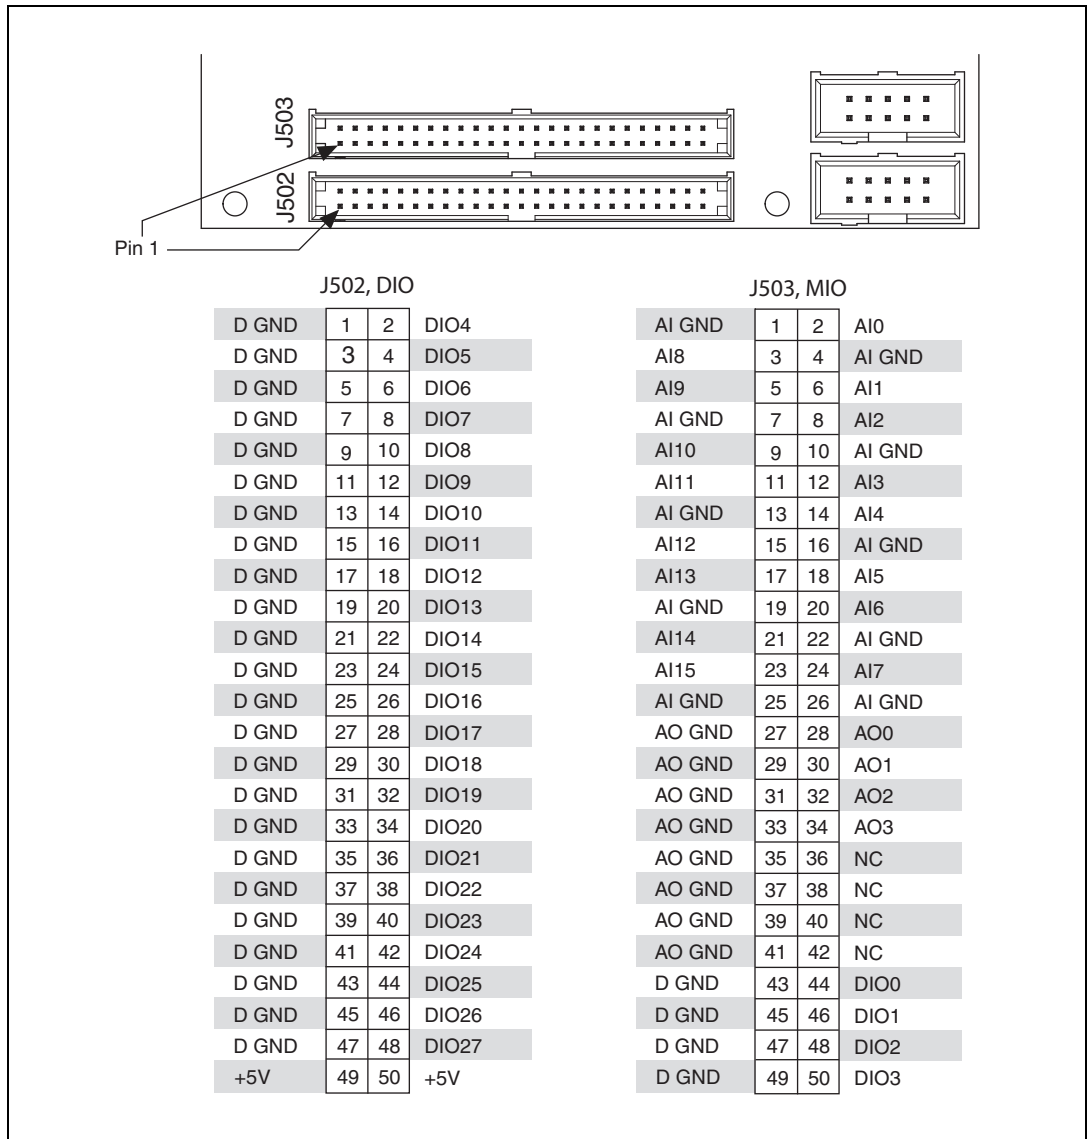 J503
J502
Pin 1
J502, DIO
D GND 1 2 DIO4
D GND 3 4 DIO5
D GND 5 6 DIO6
D GND 7 8 DIO7
D GND 9 10 DIO8
D GND 11 12 DIO9
D GND 13 14 DIO10
D GND 15 16 DIO11
D GND 17 18 DIO12
D GND 19 20 DIO13
D GND 21 22 DIO14
D GND 23 24 DIO15
D GND 25 26 DIO16
D GND 27 28 DIO17
D GND 29 30 DIO18
D GND 31 32 DIO19
D GND 33 34 DIO20
D GND 35 36 DIO21
D GND 37 38 DIO22
D GND 39 40 DIO23
D GND 41 42 DIO24
D GND 43 44 DIO25
D GND 45 46 DIO26
D GND 47 48 DIO27
+5V 49 50 +5V
J503, MIO
AI GND 1 2 AI0
AI8 3 4 AI GND
AI9 5 6 AI1
AI GND 7 8 AI2
AI10 9 10 AI GND
AI11 11 12 AI3
AI GND 13 14 AI4
AI12 15 16 AI GND
AI13 17 18 AI5
AI GND 19 20 AI6
AI14 21 22 AI GND
AI15 23 24 AI7
AI GND 25 26 AI GND
AO GND 27 28 AO0
AO GND 29 30 AO1
AO GND 31 32 AO2
AO GND 33 34 AO3
AO GND 35 36 NC
AO GND 37 38 NC
AO GND 39 40 NC
AO GND 41 42 NC
D GND 43 44 DIO0
D GND 45 46 DIO1
D GND 47 48 DIO2
D GND 49 50 DIO3